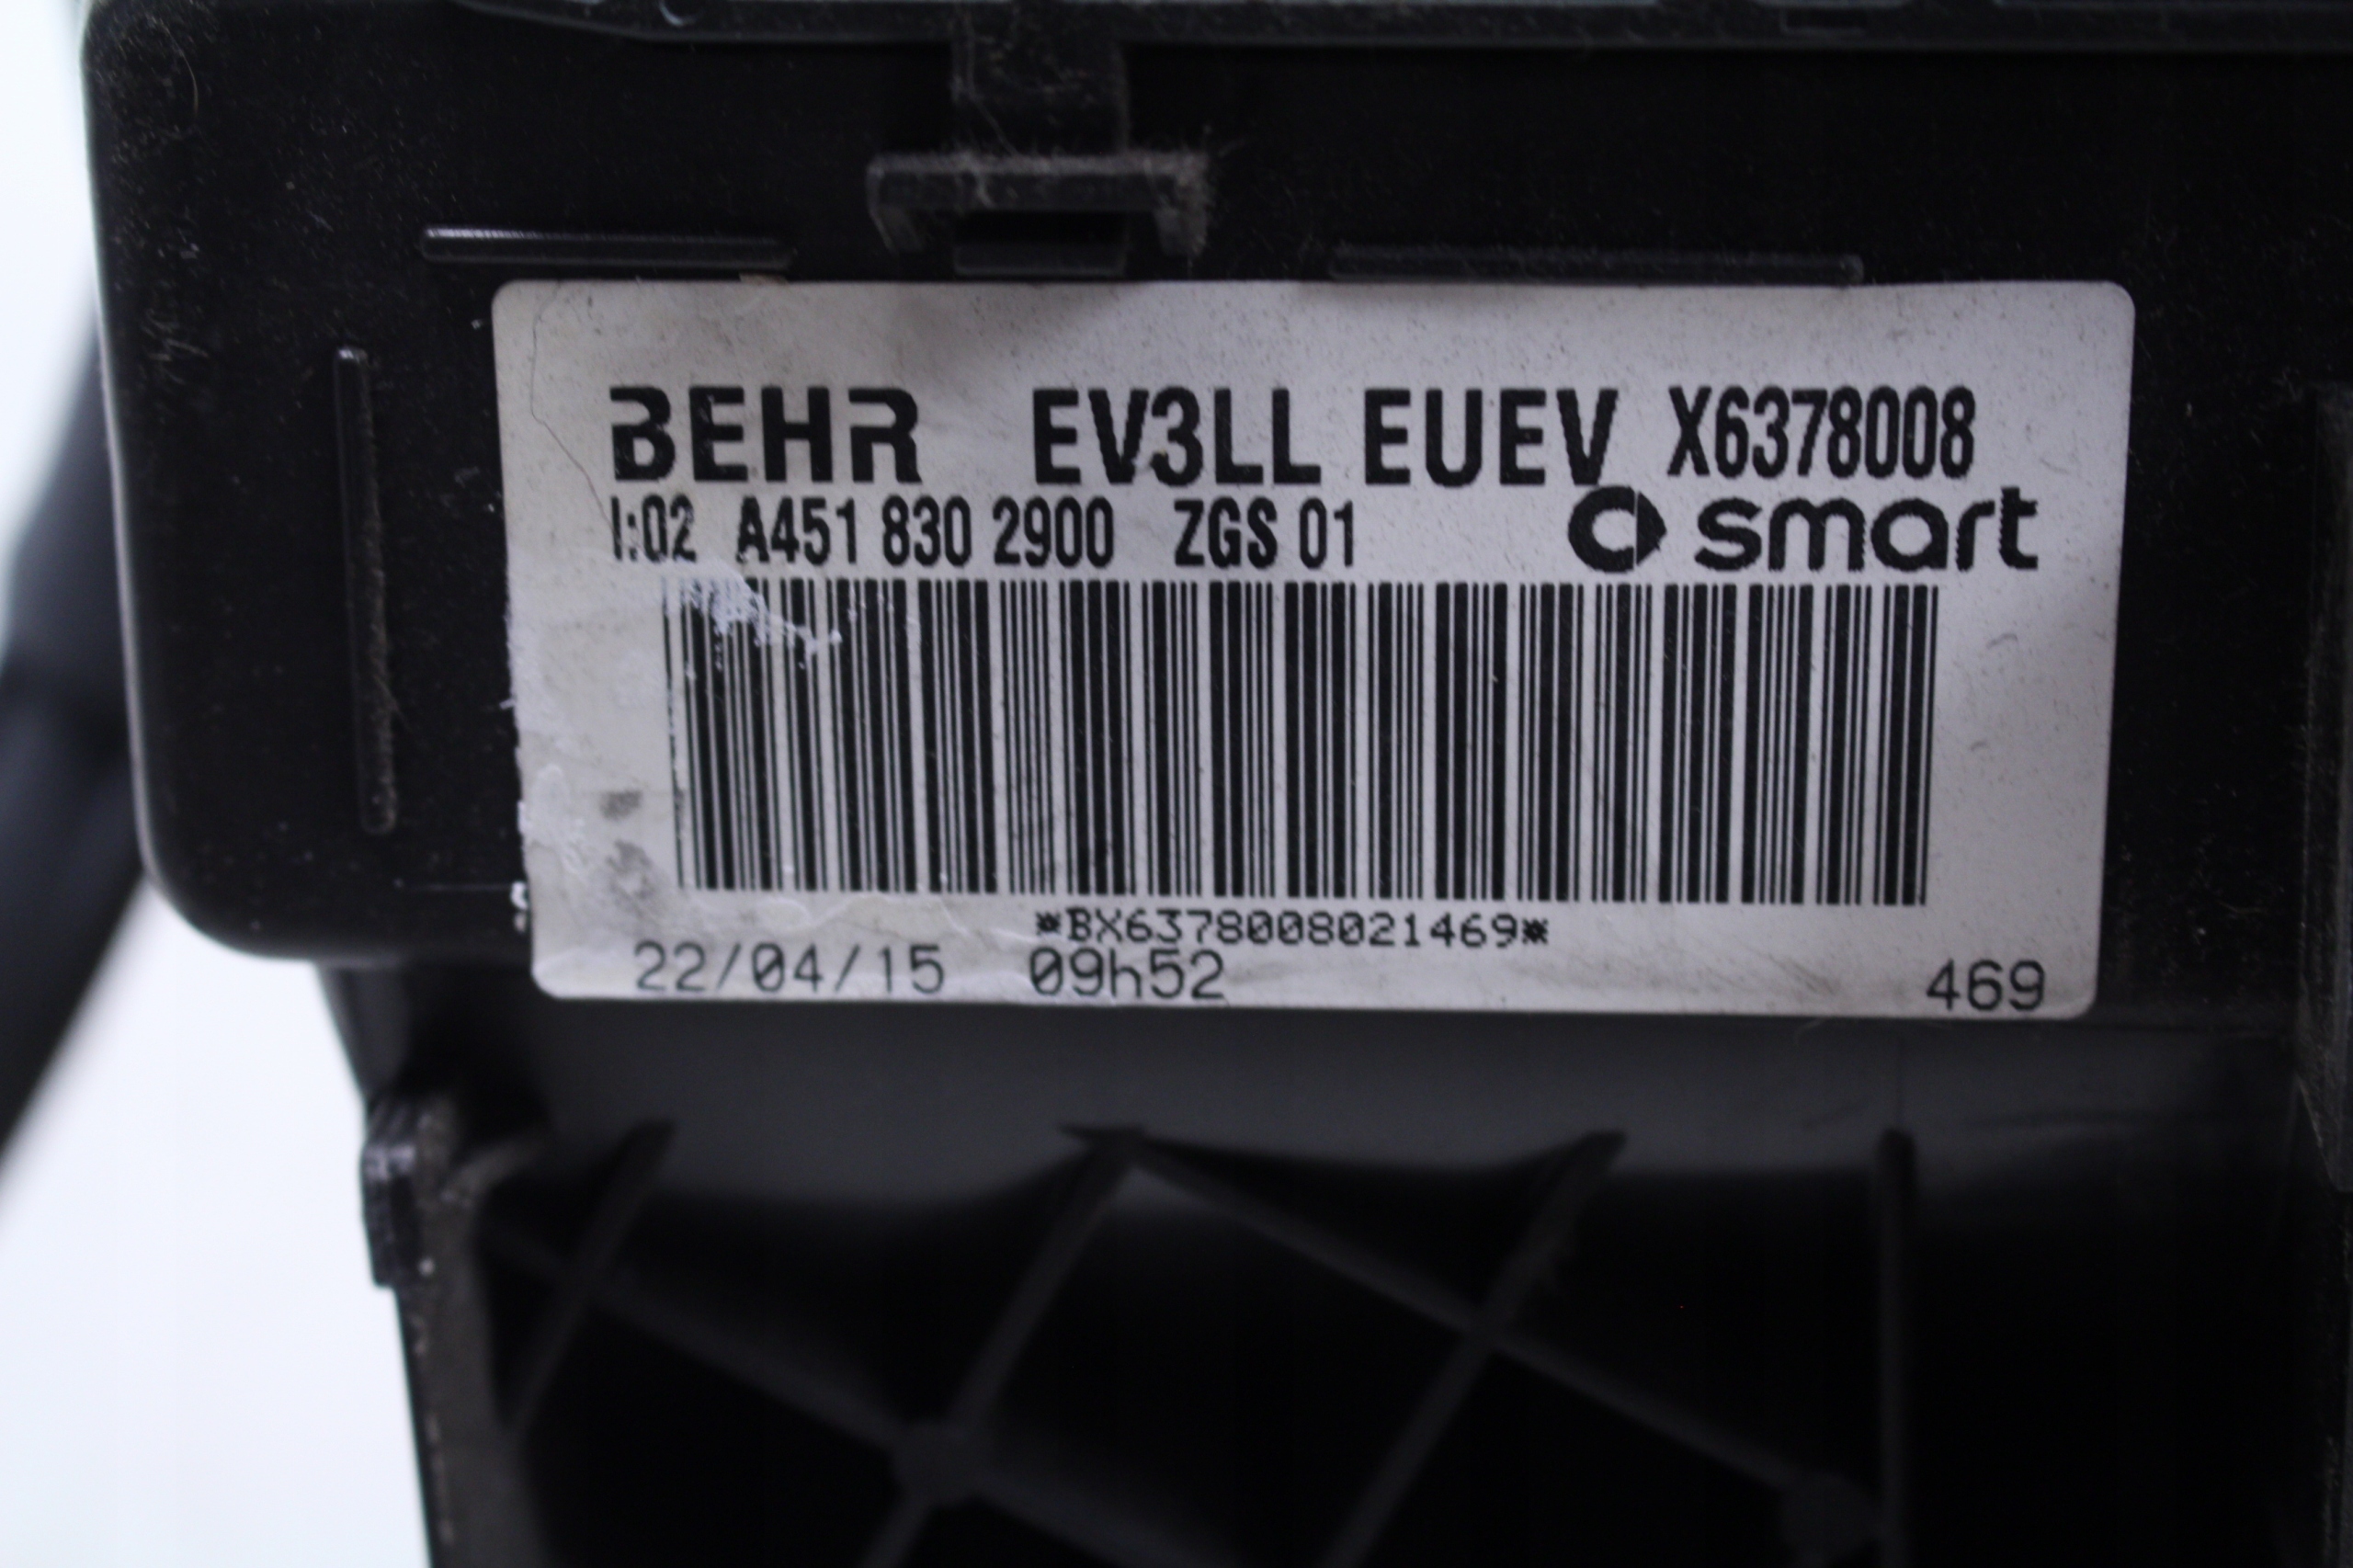 BEHR EV3LL EUEV X6378008
I:02 A451 830 2900 ZGS 01 smart
*BX6378008021469*
22/04/15 09h52 469